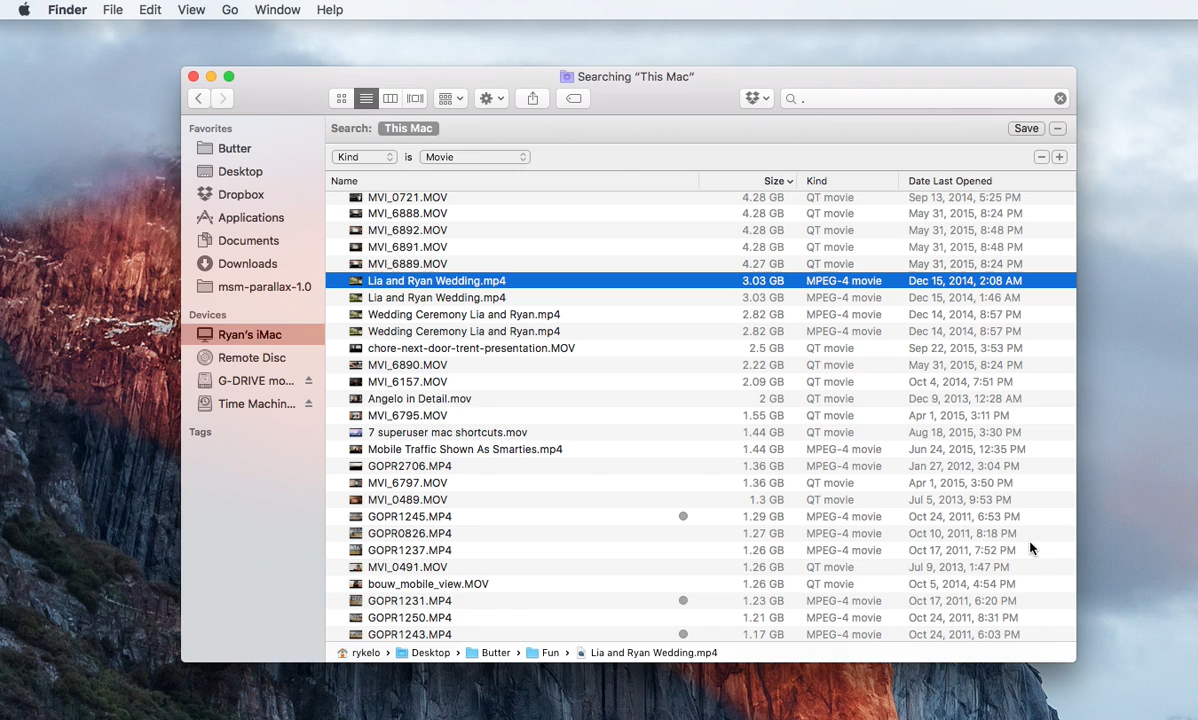 Finder File Edit View Go Window Help
Searching “This Mac”
.
Search: This Mac Save
Kind is Movie
Name Size Kind Date Last Opened
MVI_0721.MOV 4.28 GB QT movie Sep 13, 2014, 5:25 PM
MVI_6888.MOV 4.28 GB QT movie May 31, 2015, 8:24 PM
MVI_6892.MOV 4.28 GB QT movie May 31, 2015, 8:48 PM
MVI_6891.MOV 4.28 GB QT movie May 31, 2015, 8:48 PM
MVI_6889.MOV 4.27 GB QT movie May 31, 2015, 8:24 PM
Lia and Ryan Wedding.mp4 3.03 GB MPEG-4 movie Dec 15, 2014, 2:08 AM
Lia and Ryan Wedding.mp4 3.03 GB MPEG-4 movie Dec 15, 2014, 1:46 AM
Wedding Ceremony Lia and Ryan.mp4 2.82 GB MPEG-4 movie Dec 14, 2014, 8:57 PM
Wedding Ceremony Lia and Ryan.mp4 2.82 GB MPEG-4 movie Dec 14, 2014, 8:57 PM
chore-next-door-trent-presentation.MOV 2.5 GB QT movie Sep 22, 2015, 3:53 PM
MVI_6890.MOV 2.22 GB QT movie May 31, 2015, 8:24 PM
MVI_6157.MOV 2.09 GB QT movie Oct 4, 2014, 7:51 PM
Angelo in Detail.mov 2 GB QT movie Dec 9, 2013, 12:28 AM
MVI_6795.MOV 1.55 GB QT movie Apr 1, 2015, 3:11 PM
7 superuser mac shortcuts.mov 1.44 GB QT movie Aug 18, 2015, 3:30 PM
Mobile Traffic Shown As Smarties.mp4 1.44 GB MPEG-4 movie Jun 24, 2015, 12:35 PM
GOPR2706.MP4 1.36 GB MPEG-4 movie Jan 27, 2012, 3:04 PM
MVI_6797.MOV 1.36 GB QT movie Apr 1, 2015, 3:50 PM
MVI_0489.MOV 1.3 GB QT movie Jul 5, 2013, 9:53 PM
GOPR1245.MP4 1.29 GB MPEG-4 movie Oct 24, 2011, 6:53 PM
GOPR0826.MP4 1.27 GB MPEG-4 movie Oct 10, 2011, 8:18 PM
GOPR1237.MP4 1.26 GB MPEG-4 movie Oct 17, 2011, 7:52 PM
MVI_0491.MOV 1.26 GB QT movie Jul 9, 2013, 1:47 PM
bouw_mobile_view.MOV 1.26 GB QT movie Oct 5, 2014, 4:54 PM
GOPR1231.MP4 1.23 GB MPEG-4 movie Oct 17, 2011, 6:20 PM
GOPR1250.MP4 1.21 GB MPEG-4 movie Oct 24, 2011, 8:31 PM
GOPR1243.MP4 1.17 GB MPEG-4 movie Oct 24, 2011, 6:03 PM
rykelo › Desktop › Butter › Fun › Lia and Ryan Wedding.mp4
Favorites
Butter
Desktop
Dropbox
Applications
Documents
Downloads
msm-parallax-1.0
Devices
Ryan's iMac
Remote Disc
G-DRIVE mo...
Time Machin...
Tags